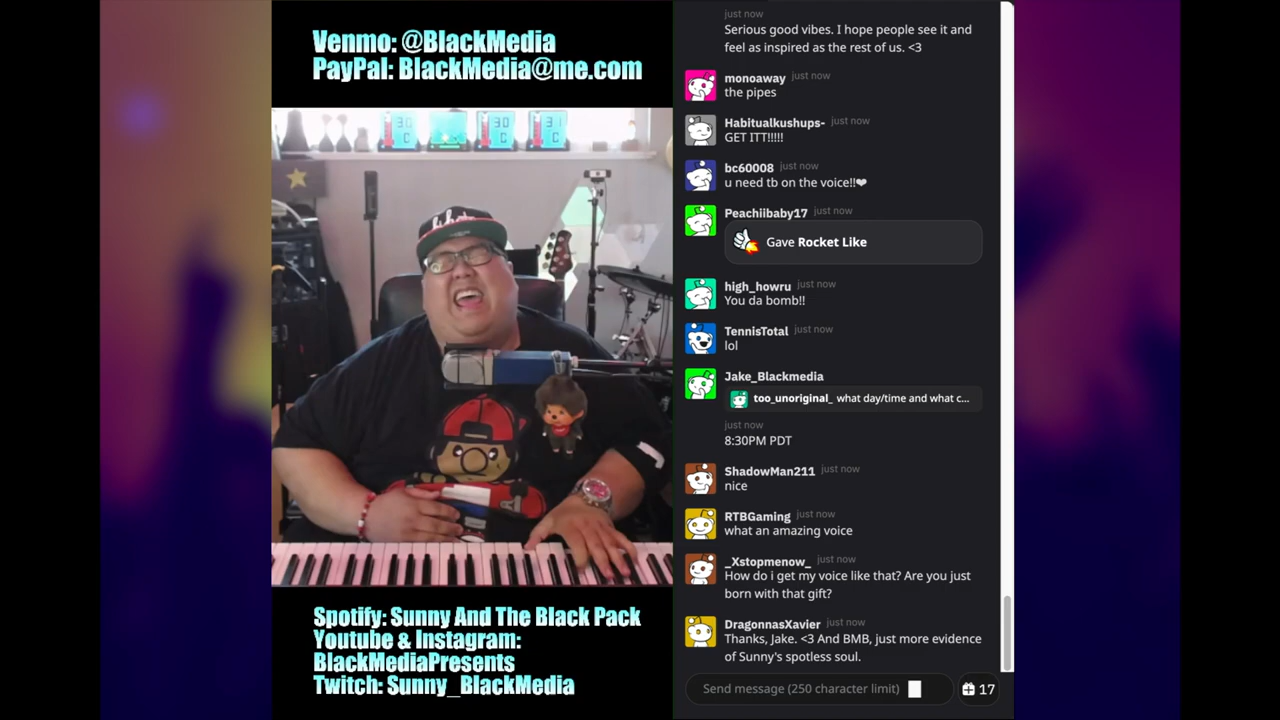 Venmo: @BlackMedia
PayPal: BlackMedia@me.com
30
C
30
C
31
C
Spotify: Sunny And The Black Pack
Youtube & Instagram:
BlackMediaPresents
Twitch: Sunny_BlackMedia
just now
Serious good vibes. I hope people see it and
feel as inspired as the rest of us. <3
monoaway just now
the pipes
Habitualkushups- just now
GET ITT!!!!!
bc60008 just now
u need tb on the voice!!❤
Peachiibaby17 just now
Gave Rocket Like
high_howru just now
You da bomb!!
TennisTotal just now
lol
Jake_Blackmedia
too_unoriginal_ what day/time and what c...
just now
8:30PM PDT
ShadowMan211 just now
nice
RTBGaming just now
what an amazing voice
_Xstopmenow_ just now
How do i get my voice like that? Are you just
born with that gift?
DragonnasXavier just now
Thanks, Jake. <3 And BMB, just more evidence
of Sunny's spotless soul.
Send message (250 character limit)
17